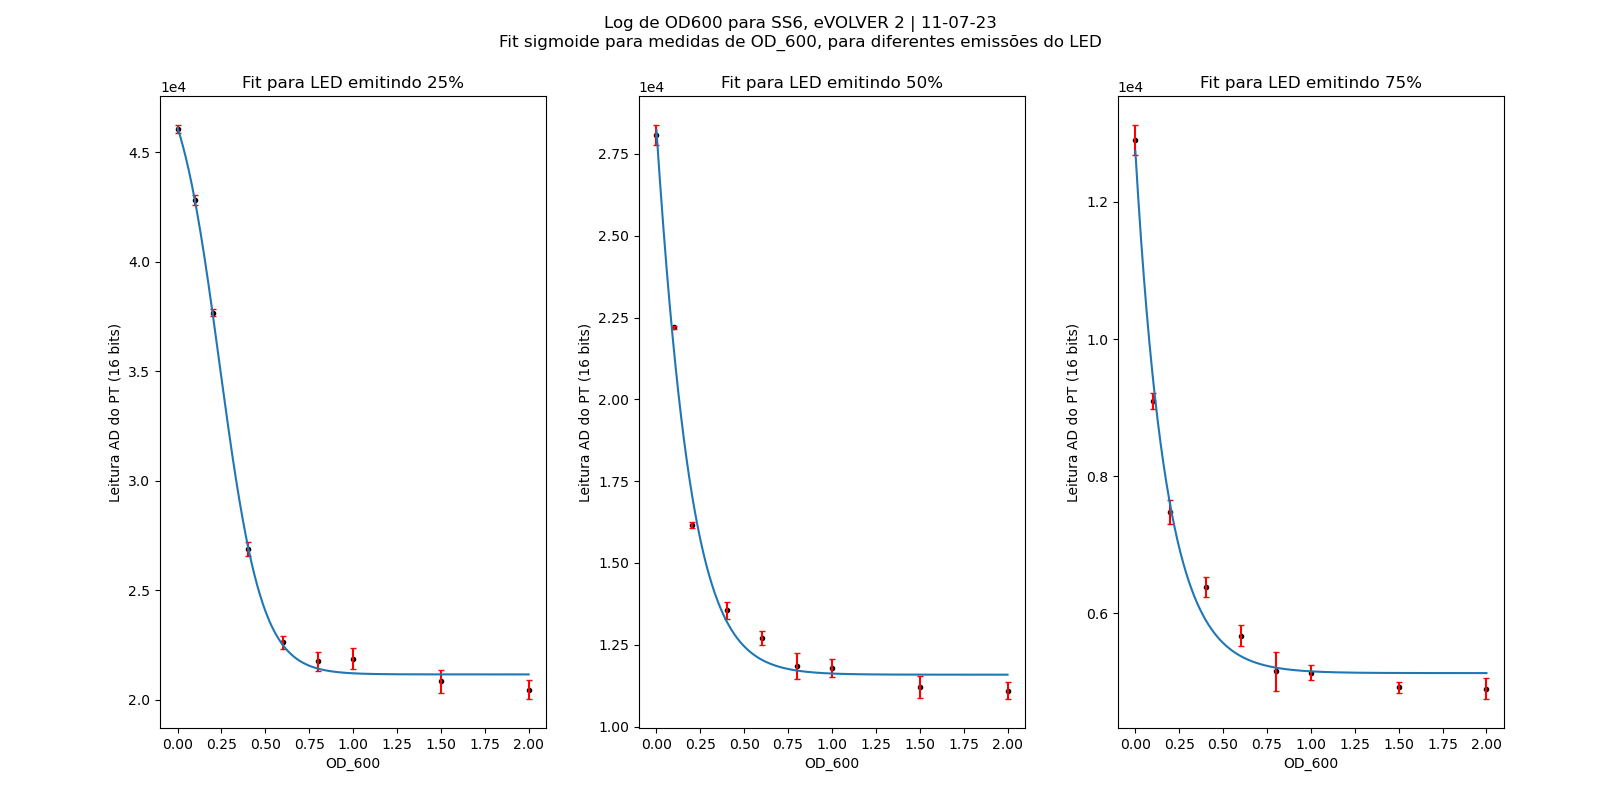 Log de OD600 para SS6, eVOLVER 2 | 11-07-23
Fit sigmoide para medidas de OD_600, para diferentes emissões do LED
Fit para LED emitindo 25%
1e4
4.5
4.0
3.5
3.0
2.5
2.0
Leitura AD do PT (16 bits)
0.00 0.25 0.50 0.75 1.00 1.25 1.50 1.75 2.00
OD_600
Fit para LED emitindo 50%
1e4
2.75
2.50
2.25
2.00
1.75
1.50
1.25
1.00
Leitura AD do PT (16 bits)
0.00 0.25 0.50 0.75 1.00 1.25 1.50 1.75 2.00
OD_600
Fit para LED emitindo 75%
1e4
1.2
1.0
0.8
0.6
Leitura AD do PT (16 bits)
0.00 0.25 0.50 0.75 1.00 1.25 1.50 1.75 2.00
OD_600